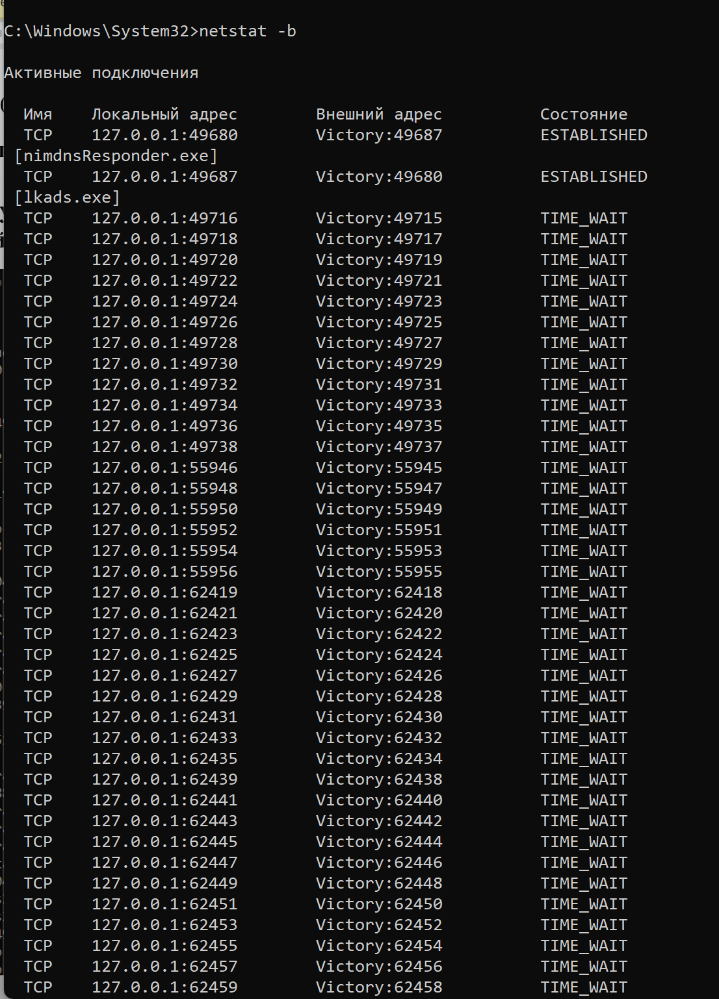 C:\Windows\System32>netstat -b
Активные подключения
Имя Локальный адрес Внешний адрес Состояние
TCP 127.0.0.1:49680 Victory:49687 ESTABLISHED
[nimdnsResponder.exe]
TCP 127.0.0.1:49687 Victory:49680 ESTABLISHED
[lkads.exe]
TCP 127.0.0.1:49716 Victory:49715 TIME_WAIT
TCP 127.0.0.1:49718 Victory:49717 TIME_WAIT
TCP 127.0.0.1:49720 Victory:49719 TIME_WAIT
TCP 127.0.0.1:49722 Victory:49721 TIME_WAIT
TCP 127.0.0.1:49724 Victory:49723 TIME_WAIT
TCP 127.0.0.1:49726 Victory:49725 TIME_WAIT
TCP 127.0.0.1:49728 Victory:49727 TIME_WAIT
TCP 127.0.0.1:49730 Victory:49729 TIME_WAIT
TCP 127.0.0.1:49732 Victory:49731 TIME_WAIT
TCP 127.0.0.1:49734 Victory:49733 TIME_WAIT
TCP 127.0.0.1:49736 Victory:49735 TIME_WAIT
TCP 127.0.0.1:49738 Victory:49737 TIME_WAIT
TCP 127.0.0.1:55946 Victory:55945 TIME_WAIT
TCP 127.0.0.1:55948 Victory:55947 TIME_WAIT
TCP 127.0.0.1:55950 Victory:55949 TIME_WAIT
TCP 127.0.0.1:55952 Victory:55951 TIME_WAIT
TCP 127.0.0.1:55954 Victory:55953 TIME_WAIT
TCP 127.0.0.1:55956 Victory:55955 TIME_WAIT
TCP 127.0.0.1:62419 Victory:62418 TIME_WAIT
TCP 127.0.0.1:62421 Victory:62420 TIME_WAIT
TCP 127.0.0.1:62423 Victory:62422 TIME_WAIT
TCP 127.0.0.1:62425 Victory:62424 TIME_WAIT
TCP 127.0.0.1:62427 Victory:62426 TIME_WAIT
TCP 127.0.0.1:62429 Victory:62428 TIME_WAIT
TCP 127.0.0.1:62431 Victory:62430 TIME_WAIT
TCP 127.0.0.1:62433 Victory:62432 TIME_WAIT
TCP 127.0.0.1:62435 Victory:62434 TIME_WAIT
TCP 127.0.0.1:62439 Victory:62438 TIME_WAIT
TCP 127.0.0.1:62441 Victory:62440 TIME_WAIT
TCP 127.0.0.1:62443 Victory:62442 TIME_WAIT
TCP 127.0.0.1:62445 Victory:62444 TIME_WAIT
TCP 127.0.0.1:62447 Victory:62446 TIME_WAIT
TCP 127.0.0.1:62449 Victory:62448 TIME_WAIT
TCP 127.0.0.1:62451 Victory:62450 TIME_WAIT
TCP 127.0.0.1:62453 Victory:62452 TIME_WAIT
TCP 127.0.0.1:62455 Victory:62454 TIME_WAIT
TCP 127.0.0.1:62457 Victory:62456 TIME_WAIT
TCP 127.0.0.1:62459 Victory:62458 TIME_WAIT